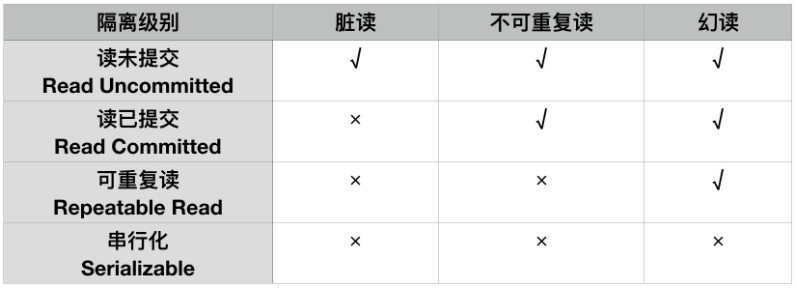 隔离级别 脏读 不可重复读 幻读
读未提交
Read Uncommitted √ √ √
读已提交
Read Committed × √ √
可重复读
Repeatable Read × × √
串行化
Serializable × × ×